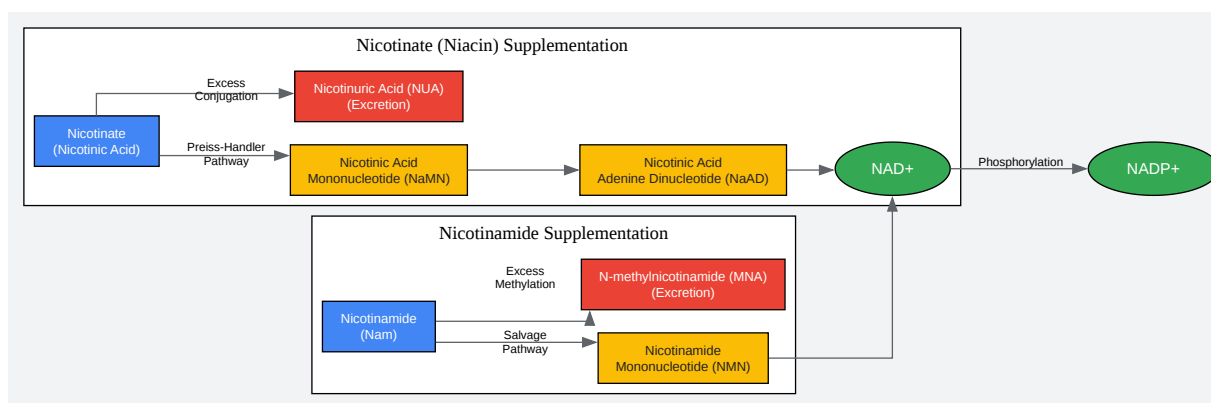 Nicotinate (Niacin) Supplementation
Excess
Conjugation
Nicotinuric Acid (NUA)
(Excretion)
Nicotinate
(Nicotinic Acid)
Preiss-Handler
Pathway
Nicotinic Acid
Mononucleotide (NaMN)
Nicotinic Acid
Adenine Dinucleotide (NaAD)
NAD+
Phosphorylation
NADP+
Nicotinamide Supplementation
Excess
Methylation
N-methylnicotinamide (MNA)
(Excretion)
Nicotinamide
(Nam)
Salvage
Pathway
Nicotinamide
Mononucleotide (NMN)